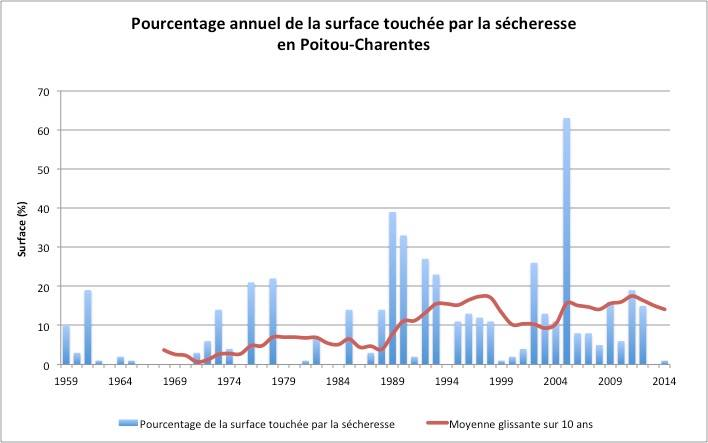 Pourcentage annuel de la surface touchée par la sécheresse
en Poitou-Charentes
70
60
50
40
30
20
10
0
Surface (%)
1959 1964 1969 1974 1979 1984 1989 1994 1999 2004 2009 2014
Pourcentage de la surface touchée par la sécheresse Moyenne glissante sur 10 ans